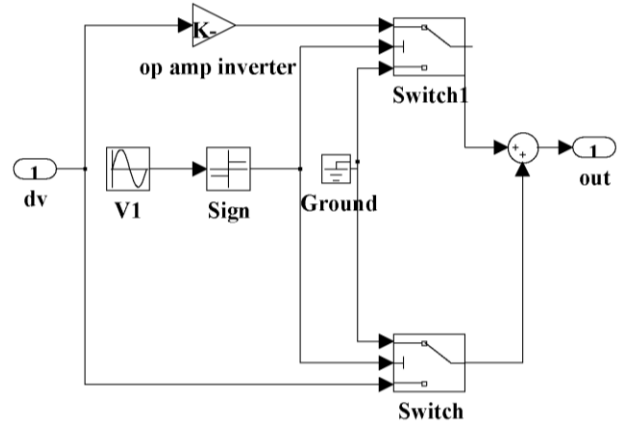 K-
op amp inverter
Switch1
1
dv
V1
Sign
Ground
+
+
1
out
Switch